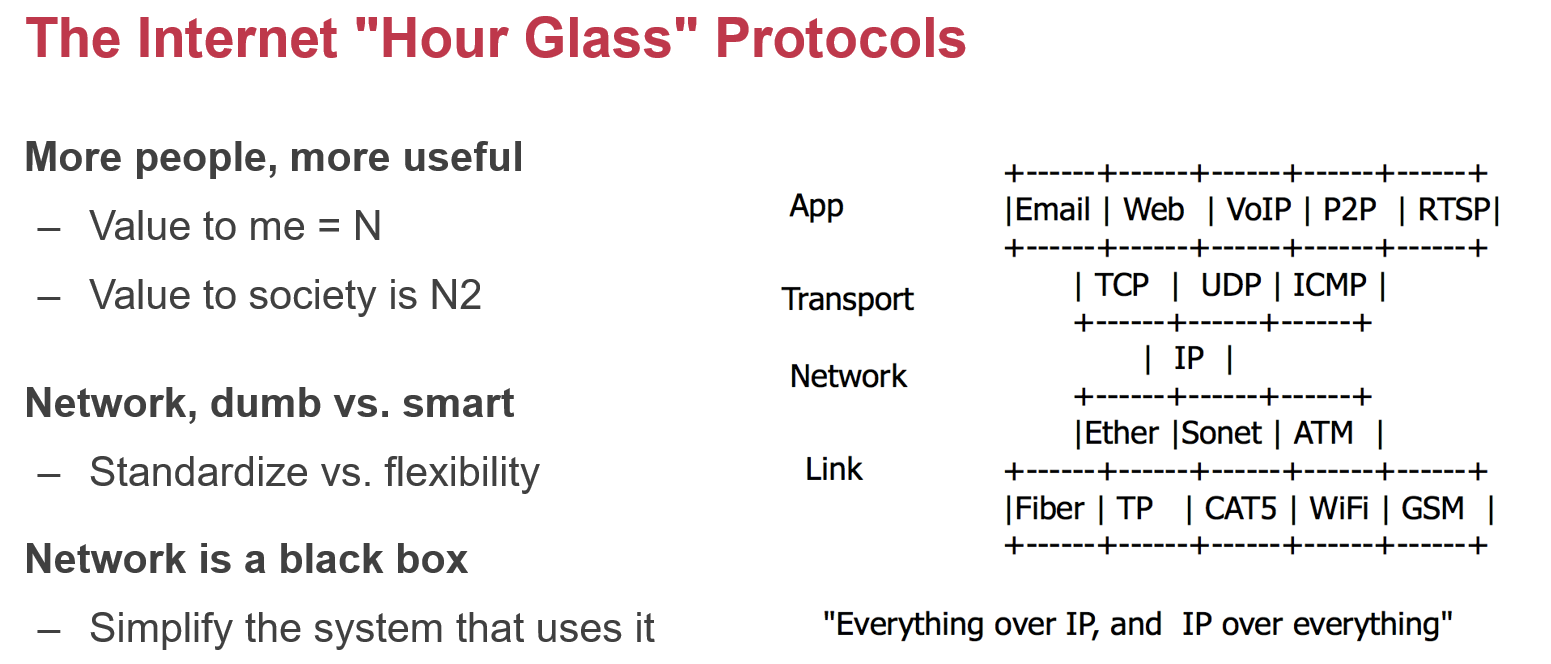 The Internet "Hour Glass" Protocols
More people, more useful
– Value to me = N
– Value to society is N2
Network, dumb vs. smart
– Standardize vs. flexibility
Network is a black box
– Simplify the system that uses it
+------+------+------+------+------+
App |Email | Web | VoIP | P2P | RTSP|
+------+------+------+------+------+
| TCP | UDP | ICMP |
Transport
+------+------+------+
| IP |
Network
+------+------+------+
|Ether |Sonet | ATM |
Link +------+------+------+------+------+
|Fiber | TP | CAT5 | WiFi | GSM |
+------+------+------+------+------+
"Everything over IP, and IP over everything"